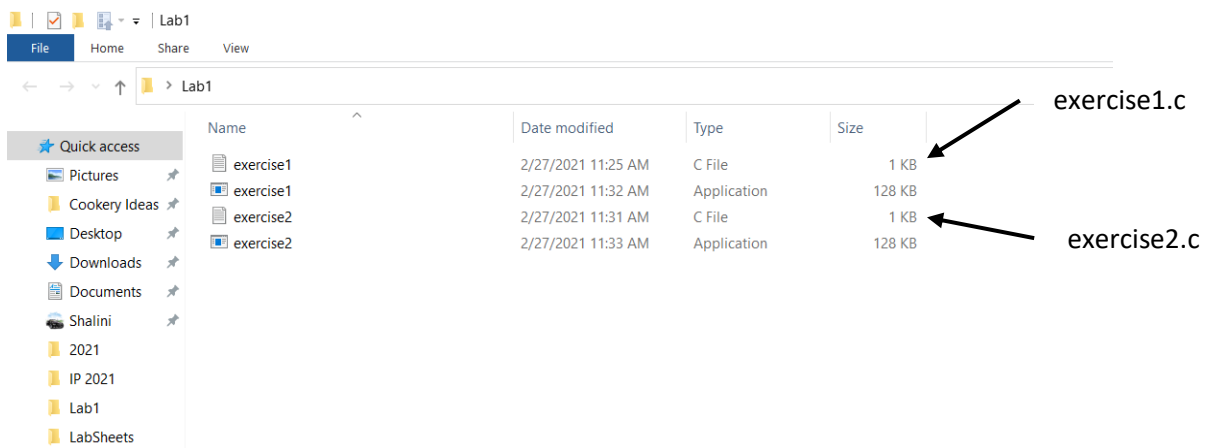 Lab1
File Home Share View
Lab1
exercise1.c
Name Date modified Type Size
Quick access
exercise1 2/27/2021 11:25 AM C File 1 KB
Pictures
exercise1 2/27/2021 11:32 AM Application 128 KB
Cookery Ideas
exercise2 2/27/2021 11:31 AM C File 1 KB
Desktop
exercise2 2/27/2021 11:33 AM Application 128 KB
exercise2.c
Downloads
Documents
Shalini
2021
IP 2021
Lab1
LabSheets